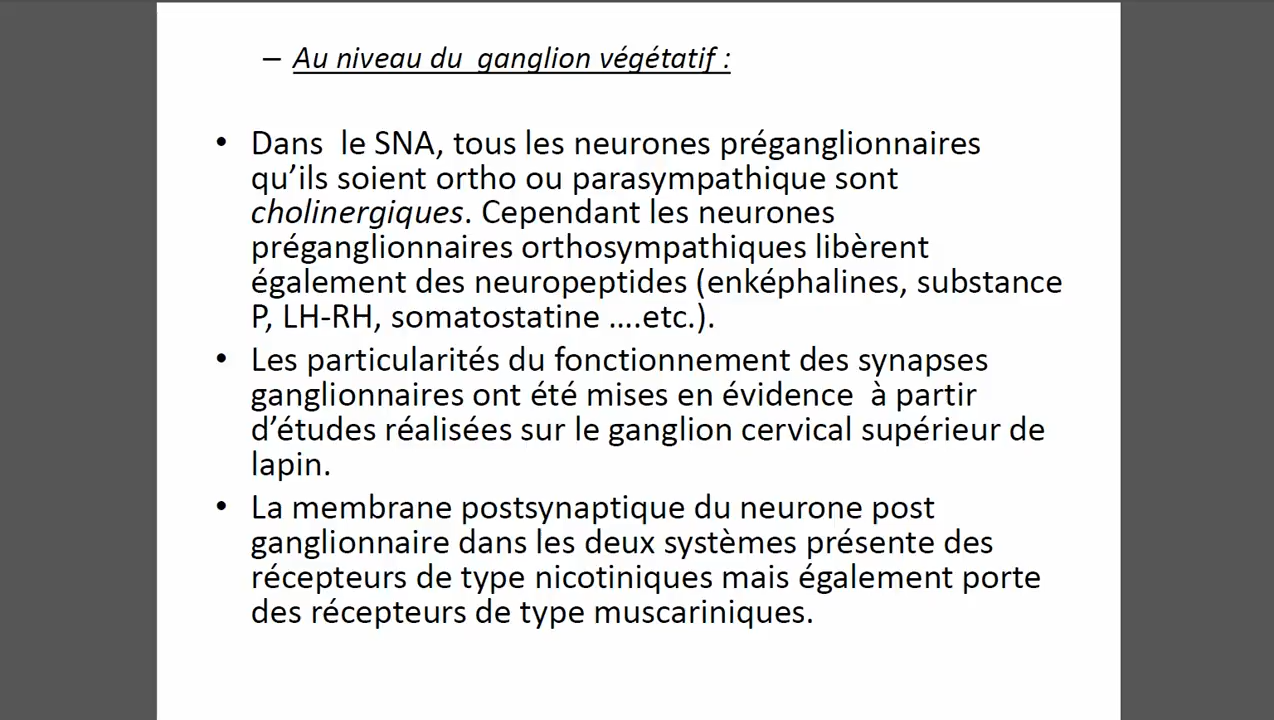 – Au niveau du  ganglion végétatif :
• Dans  le SNA, tous les neurones préganglionnaires
qu’ils soient ortho ou parasympathique sont
cholinergiques. Cependant les neurones
préganglionnaires orthosympathiques libèrent
également des neuropeptides (enképhalines, substance
P, LH-RH, somatostatine ....etc.).
• Les particularités du fonctionnement des synapses
ganglionnaires ont été mises en évidence  à partir
d’études réalisées sur le ganglion cervical supérieur de
lapin.
• La membrane postsynaptique du neurone post
ganglionnaire dans les deux systèmes présente des
récepteurs de type nicotiniques mais également porte
des récepteurs de type muscariniques.